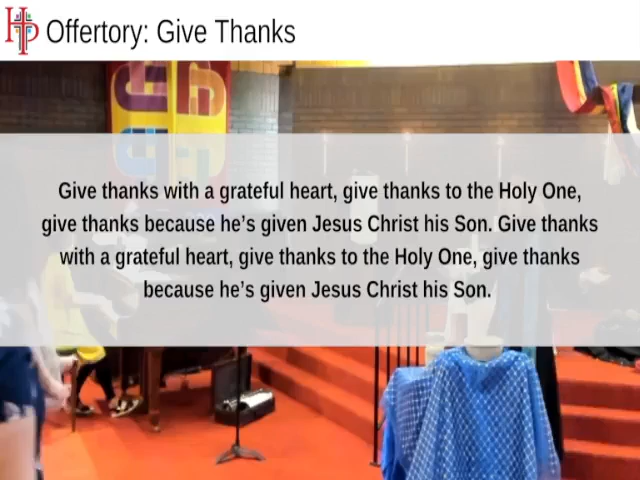 HP
Offertory: Give Thanks
Give thanks with a grateful heart, give thanks to the Holy One,
give thanks because he's given Jesus Christ his Son. Give thanks
with a grateful heart, give thanks to the Holy One, give thanks
because he's given Jesus Christ his Son.